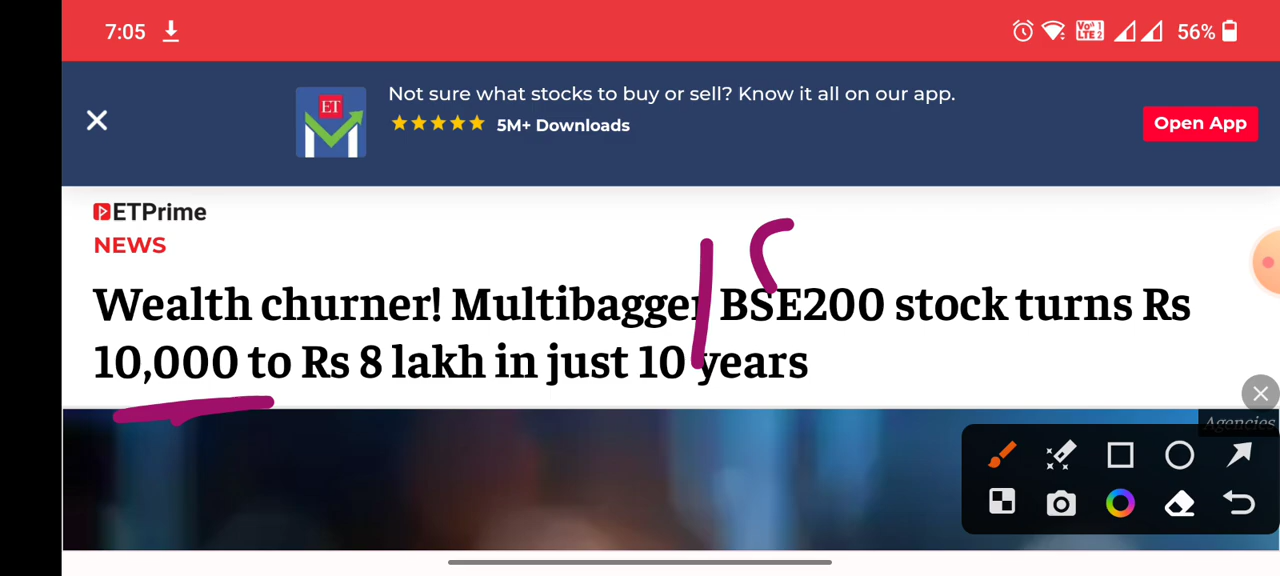 7:05 56%
Not sure what stocks to buy or sell? Know it all on our app.
ET
5M+ Downloads
Open App
ETPrime
NEWS
Wealth churner! Multibagger BSE200 stock turns Rs
10,000 to Rs 8 lakh in just 10 years
Agencies